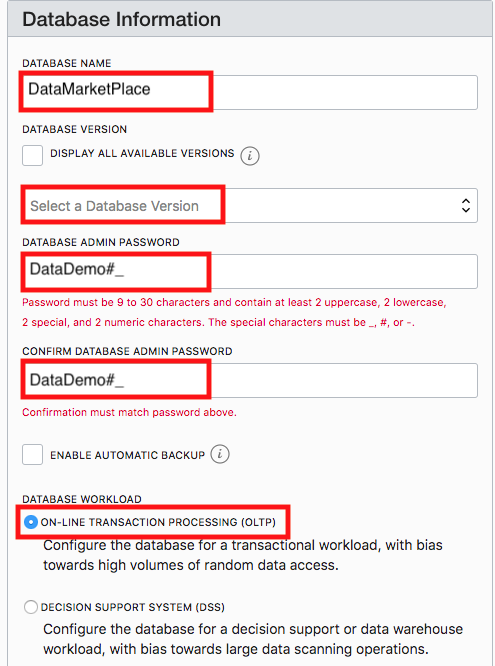 Database Information
DATABASE NAME
DataMarketPlace
DATABASE VERSION
DISPLAY ALL AVAILABLE VERSIONS i
Select a Database Version
DATABASE ADMIN PASSWORD
DataDemo#_
Password must be 9 to 30 characters and contain at least 2 uppercase, 2 lowercase,
2 special, and 2 numeric characters. The special characters must be _, #, or -.
CONFIRM DATABASE ADMIN PASSWORD
DataDemo#_
Confirmation must match password above.
ENABLE AUTOMATIC BACKUP i
DATABASE WORKLOAD
ON-LINE TRANSACTION PROCESSING (OLTP)
Configure the database for a transactional workload, with bias
towards high volumes of random data access.
DECISION SUPPORT SYSTEM (DSS)
Configure the database for a decision support or data warehouse
workload, with bias towards large data scanning operations.